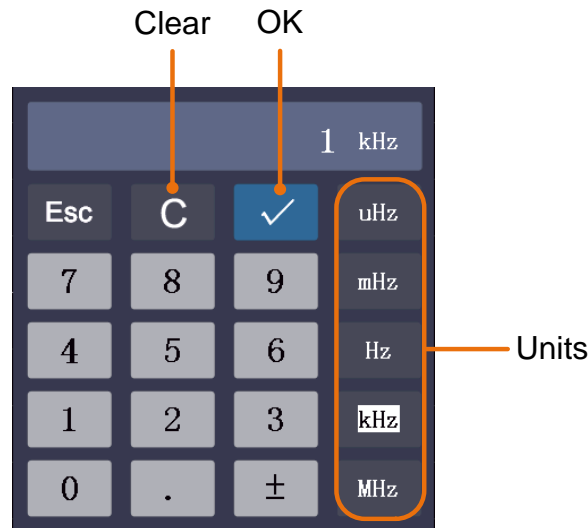 Clear OK
1 kHz
Esc C ✓ uHz
7 8 9 mHz
4 5 6 Hz
Units
1 2 3 kHz
0 . ± MHz